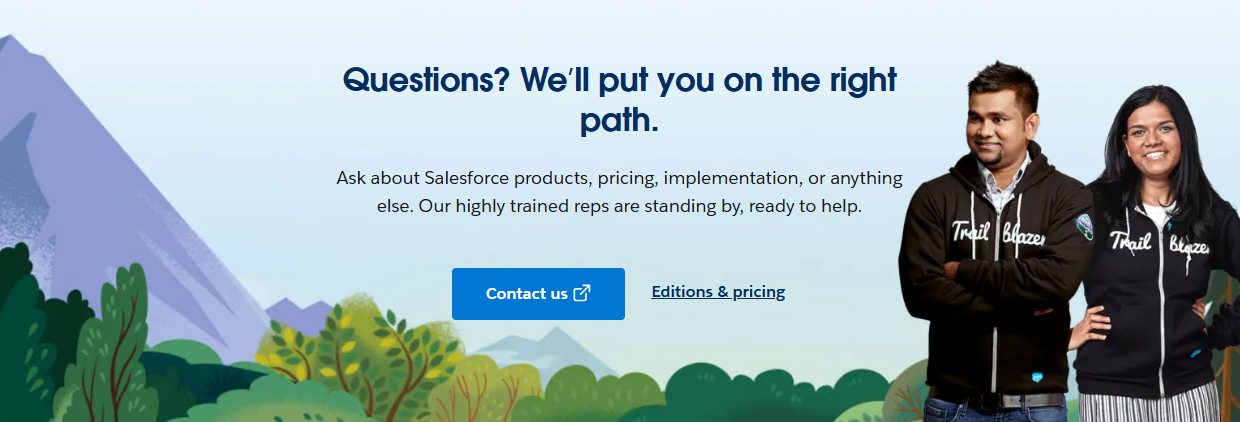 Questions? We'll put you on the right
path.
Ask about Salesforce products, pricing, implementation, or anything
else. Our highly trained reps are standing by, ready to help.
Contact us
Editions & pricing
Trail blazer
Trail blazer